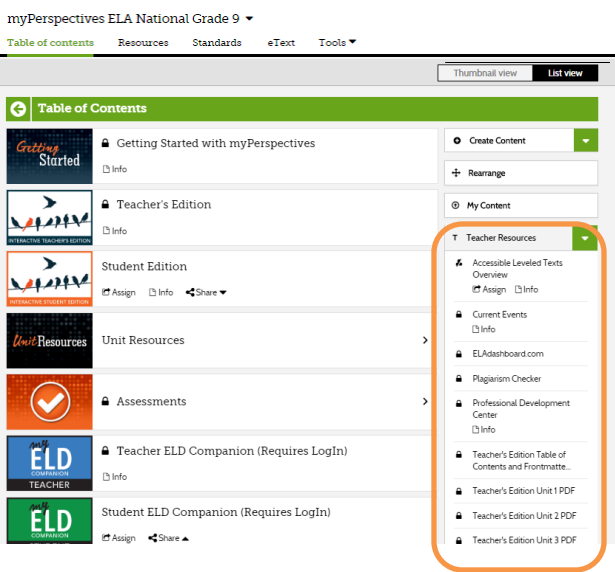 myPerspectives ELA National Grade 9
Table of contents Resources Standards eText Tools
Thumbnail view List view
Table of Contents
Getting Started
Getting Started with myPerspectives
Info
INTERACTIVE TEACHER'S EDITION
Teacher's Edition
Info
INTERACTIVE STUDENT EDITION
Student Edition
Assign Info Share
Unit Resources
Unit Resources
Assessments
my
ELD
COMPANION
TEACHER
Teacher ELD Companion (Requires LogIn)
Info
my
ELD
COMPANION
Student ELD Companion (Requires LogIn)
Assign Share
Create Content
Rearrange
My Content
T Teacher Resources
Accessible Leveled Texts
Overview
Assign Info
Current Events
Info
ELAdashboard.com
Plagiarism Checker
Professional Development
Center
Info
Teacher's Edition Table of
Contents and Frontmatte...
Teacher's Edition Unit 1 PDF
Teacher's Edition Unit 2 PDF
Teacher's Edition Unit 3 PDF